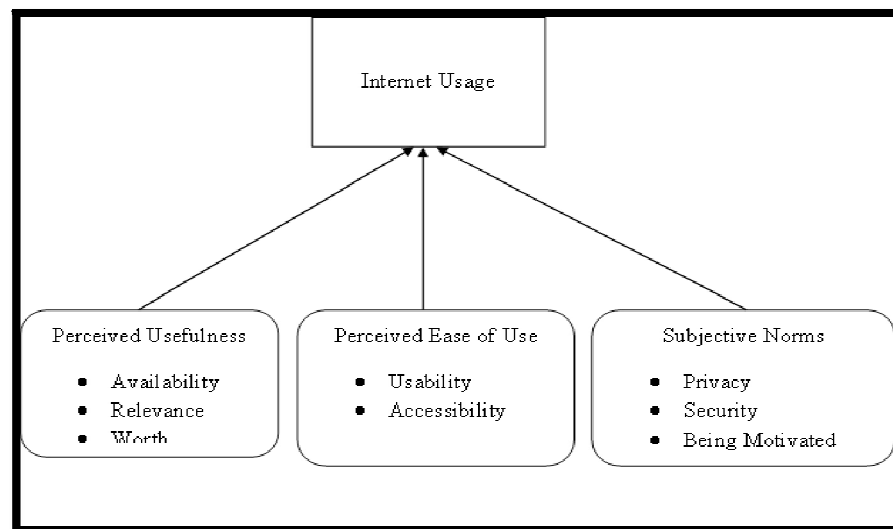 Internet Usage
Perceived Usefulness
• Availability
• Relevance
• Worth
Perceived Ease of Use
• Usability
• Accessibility
Subjective Norms
• Privacy
• Security
• Being Motivated